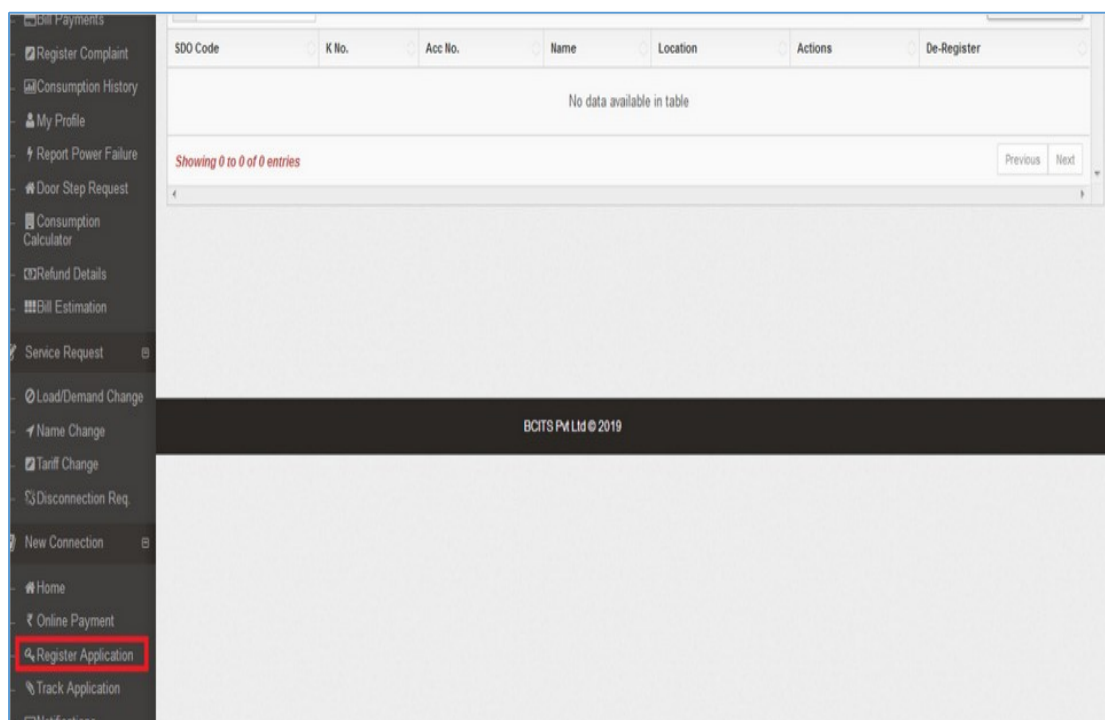 Bill Payments
Register Complaint
Consumption History
My Profile
Report Power Failure
Door Step Request
Consumption
Calculator
Refund Details
Bill Estimation
Service Request
Load/Demand Change
Name Change
Tariff Change
Disconnection Req.
New Connection
Home
₹ Online Payment
Register Application
Track Application
Notifications
SDO Code K No. Acc No. Name Location Actions De-Register
No data available in table
Showing 0 to 0 of 0 entries
Previous Next
BCITS Pvt Ltd © 2019